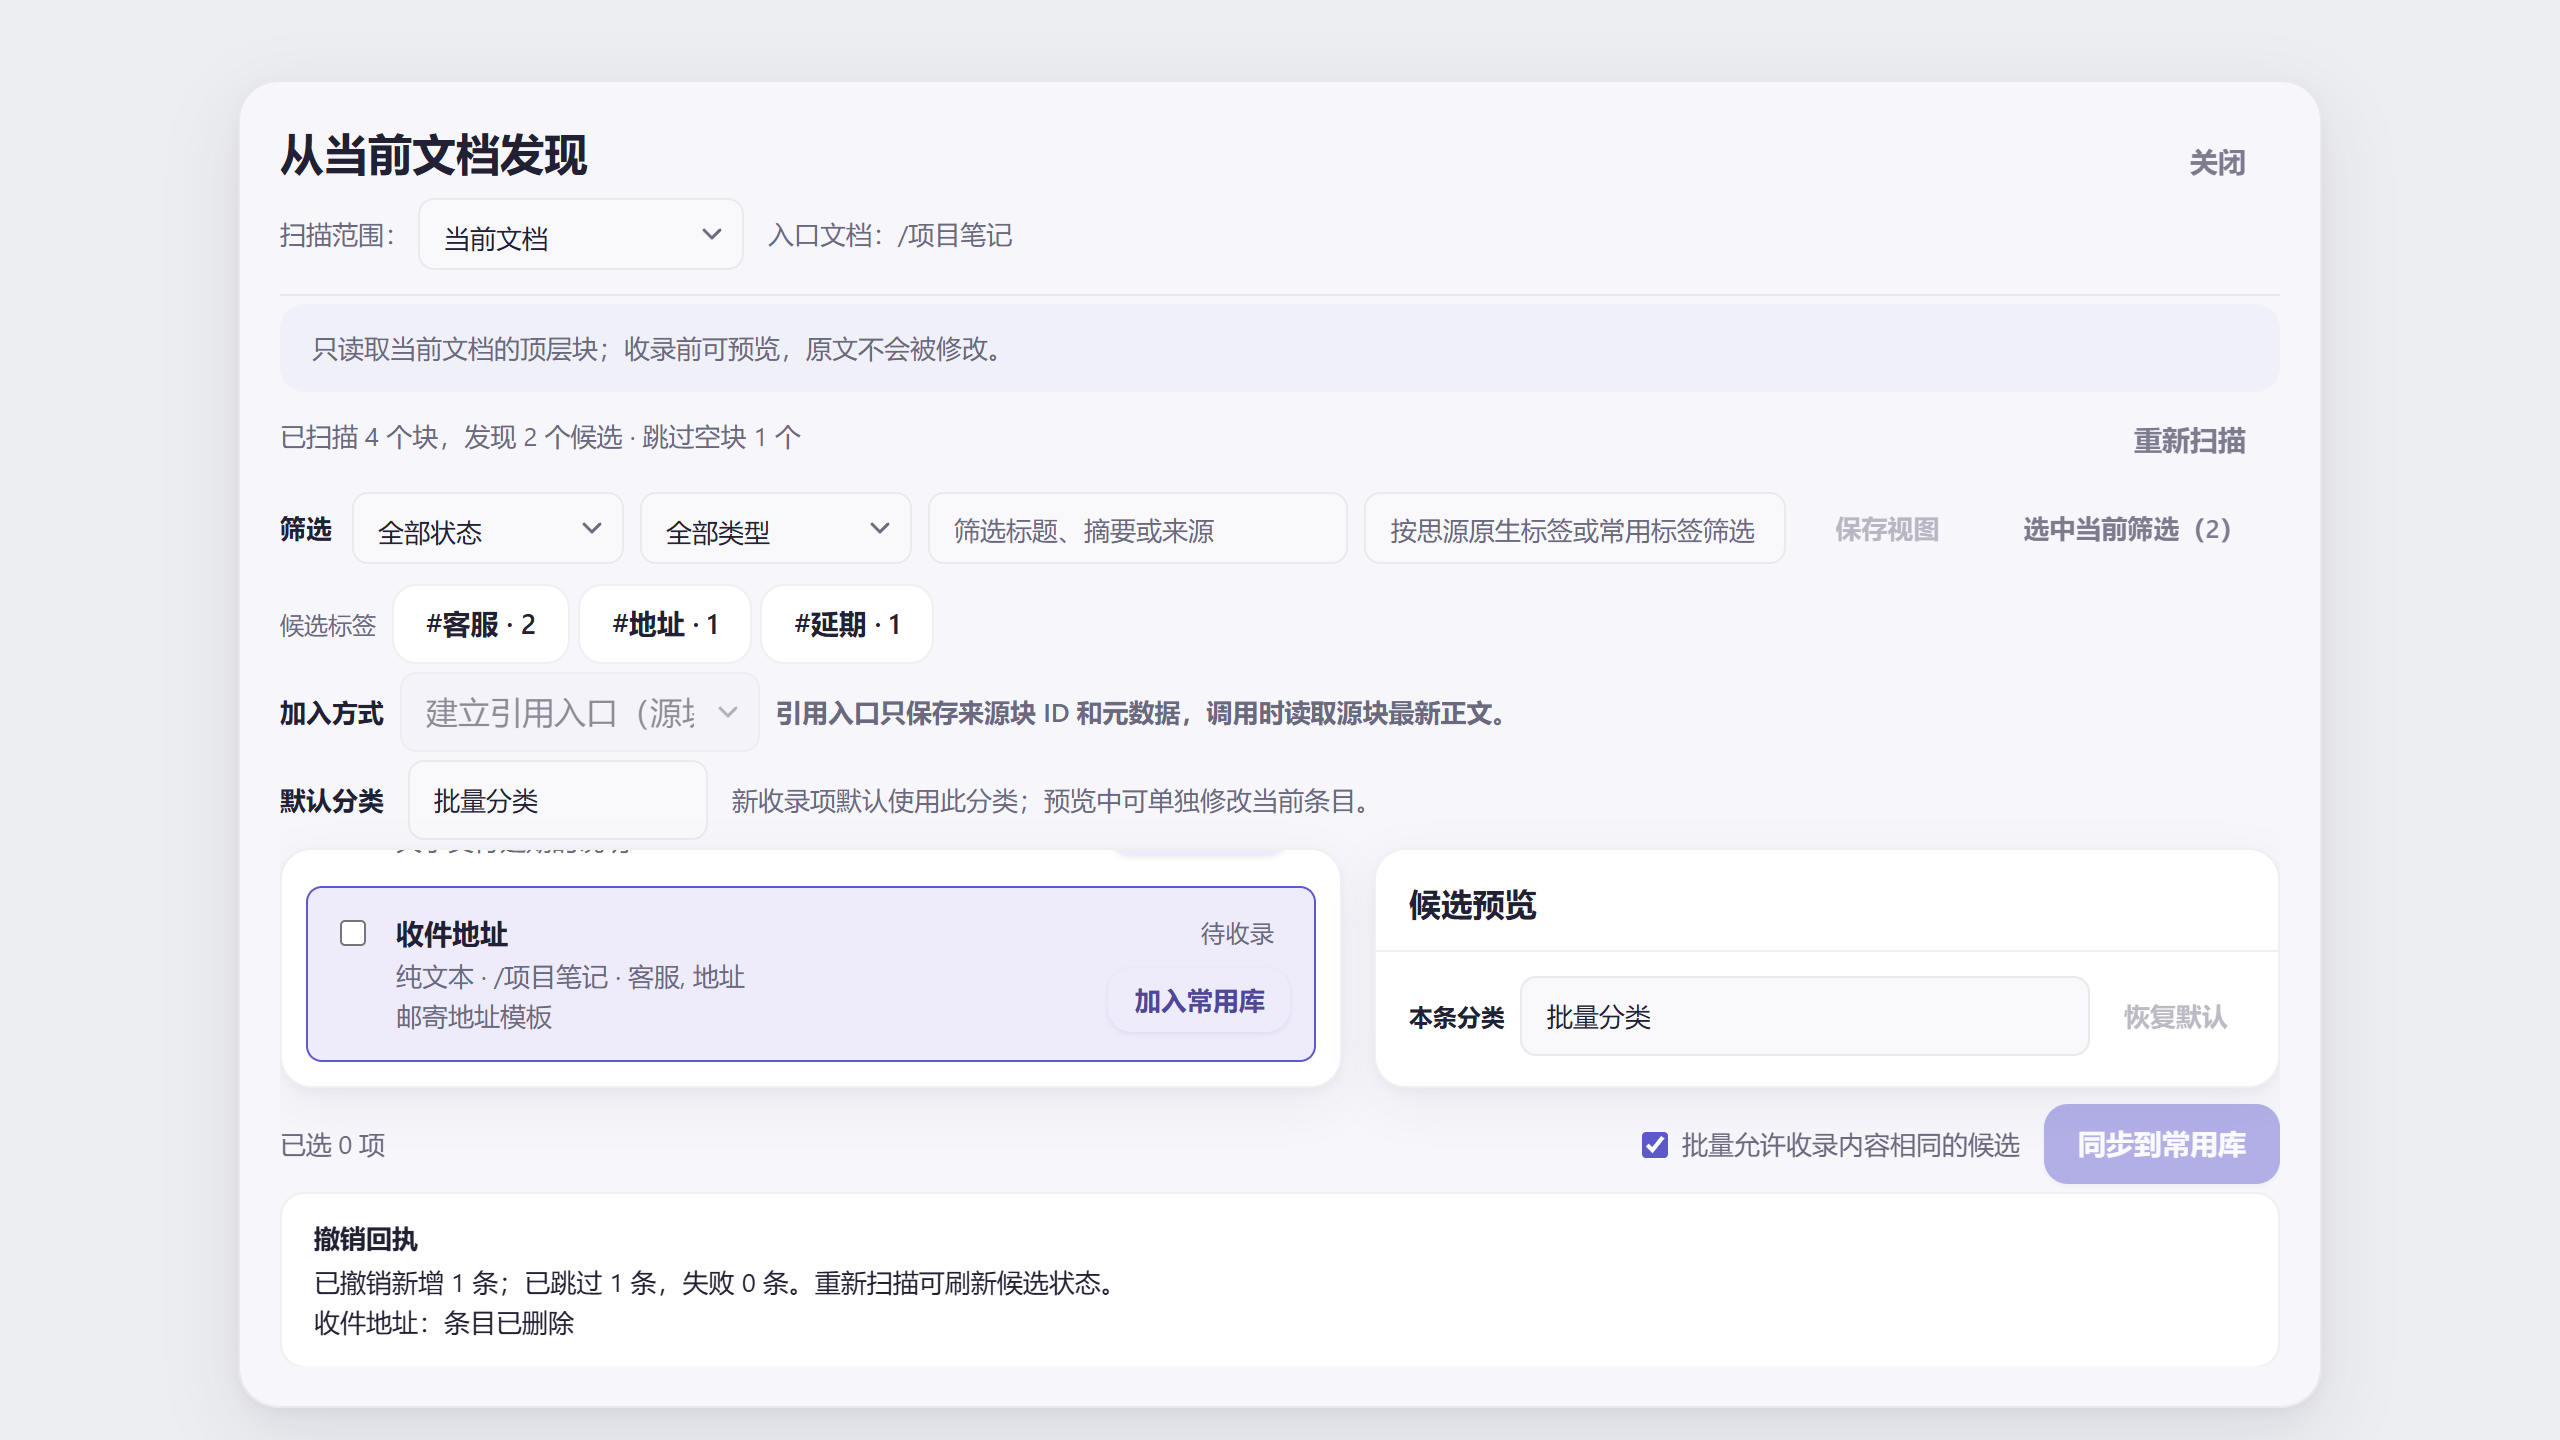 从当前文档发现
关闭
扫描范围：
当前文档
入口文档：/项目笔记
只读取当前文档的顶层块；收录前可预览，原文不会被修改。
已扫描 4 个块，发现 2 个候选 · 跳过空块 1 个
重新扫描
筛选
全部状态
全部类型
筛选标题、摘要或来源
按思源原生标签或常用标签筛选
保存视图
选中当前筛选（2）
候选标签
#客服 · 2
#地址 · 1
#延期 · 1
加入方式
建立引用入口（源
引用入口只保存来源块 ID 和元数据，调用时读取源块最新正文。
默认分类
批量分类
新收录项默认使用此分类；预览中可单独修改当前条目。
收件地址
待收录
纯文本 · /项目笔记 · 客服, 地址
邮寄地址模板
加入常用库
候选预览
本条分类
批量分类
恢复默认
已选 0 项
批量允许收录内容相同的候选
同步到常用库
撤销回执
已撤销新增 1 条；已跳过 1 条，失败 0 条。重新扫描可刷新候选状态。
收件地址：条目已删除